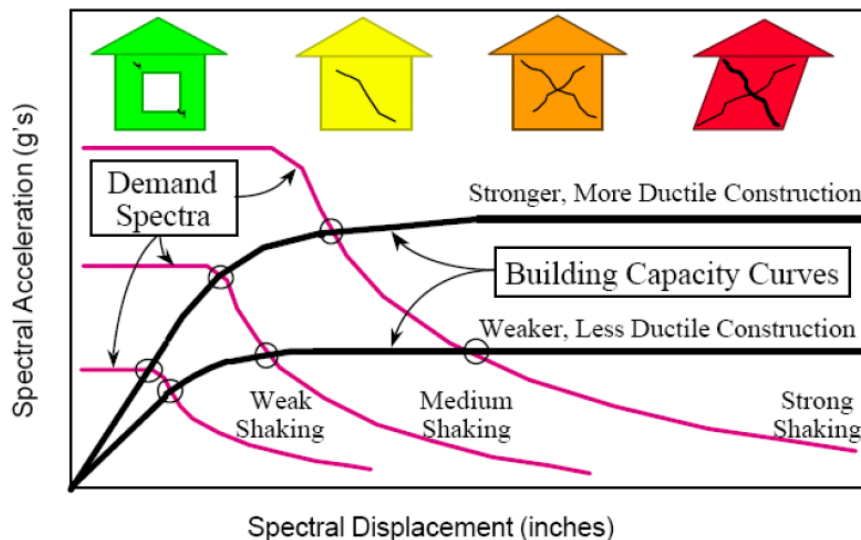 Spectral Acceleration (g's)
Demand
Spectra
Stronger, More Ductile Construction
Building Capacity Curves
Weaker, Less Ductile Construction
Weak
Shaking
Medium
Shaking
Strong
Shaking
Spectral Displacement (inches)